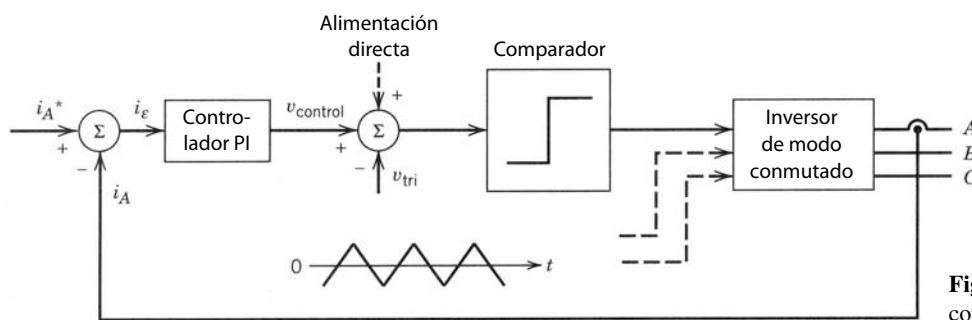 Alimentación
directa
Comparador
i_A*
i_ε
Contro-
lador PI
v_control
+
Σ
+
−
Σ
+
−
v_tri
i_A
Inversor
de modo
conmutado
A
B
C
0
t
Fig
co